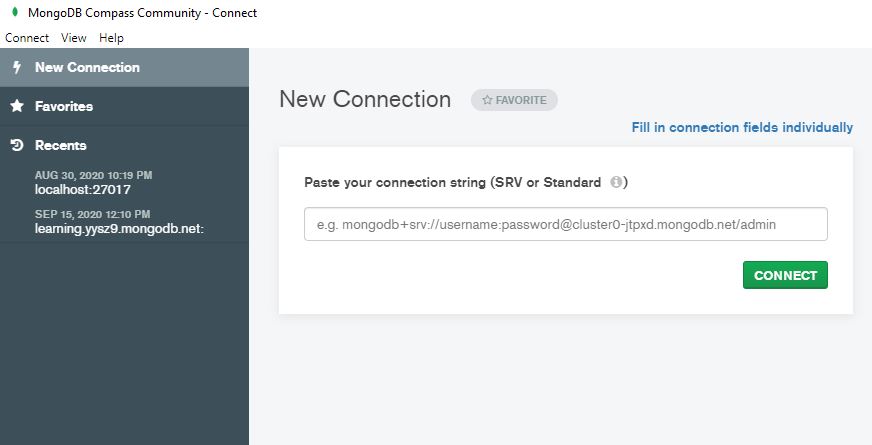 MongoDB Compass Community - Connect
Connect View Help
New Connection
Favorites
Recents
AUG 30, 2020 10:19 PM
localhost:27017
SEP 15, 2020 12:10 PM
learning.yysz9.mongodb.net:
New Connection
FAVORITE
Fill in connection fields individually
Paste your connection string (SRV or Standard i)
e.g. mongodb+srv://username:password@cluster0-jtpxd.mongodb.net/admin
CONNECT